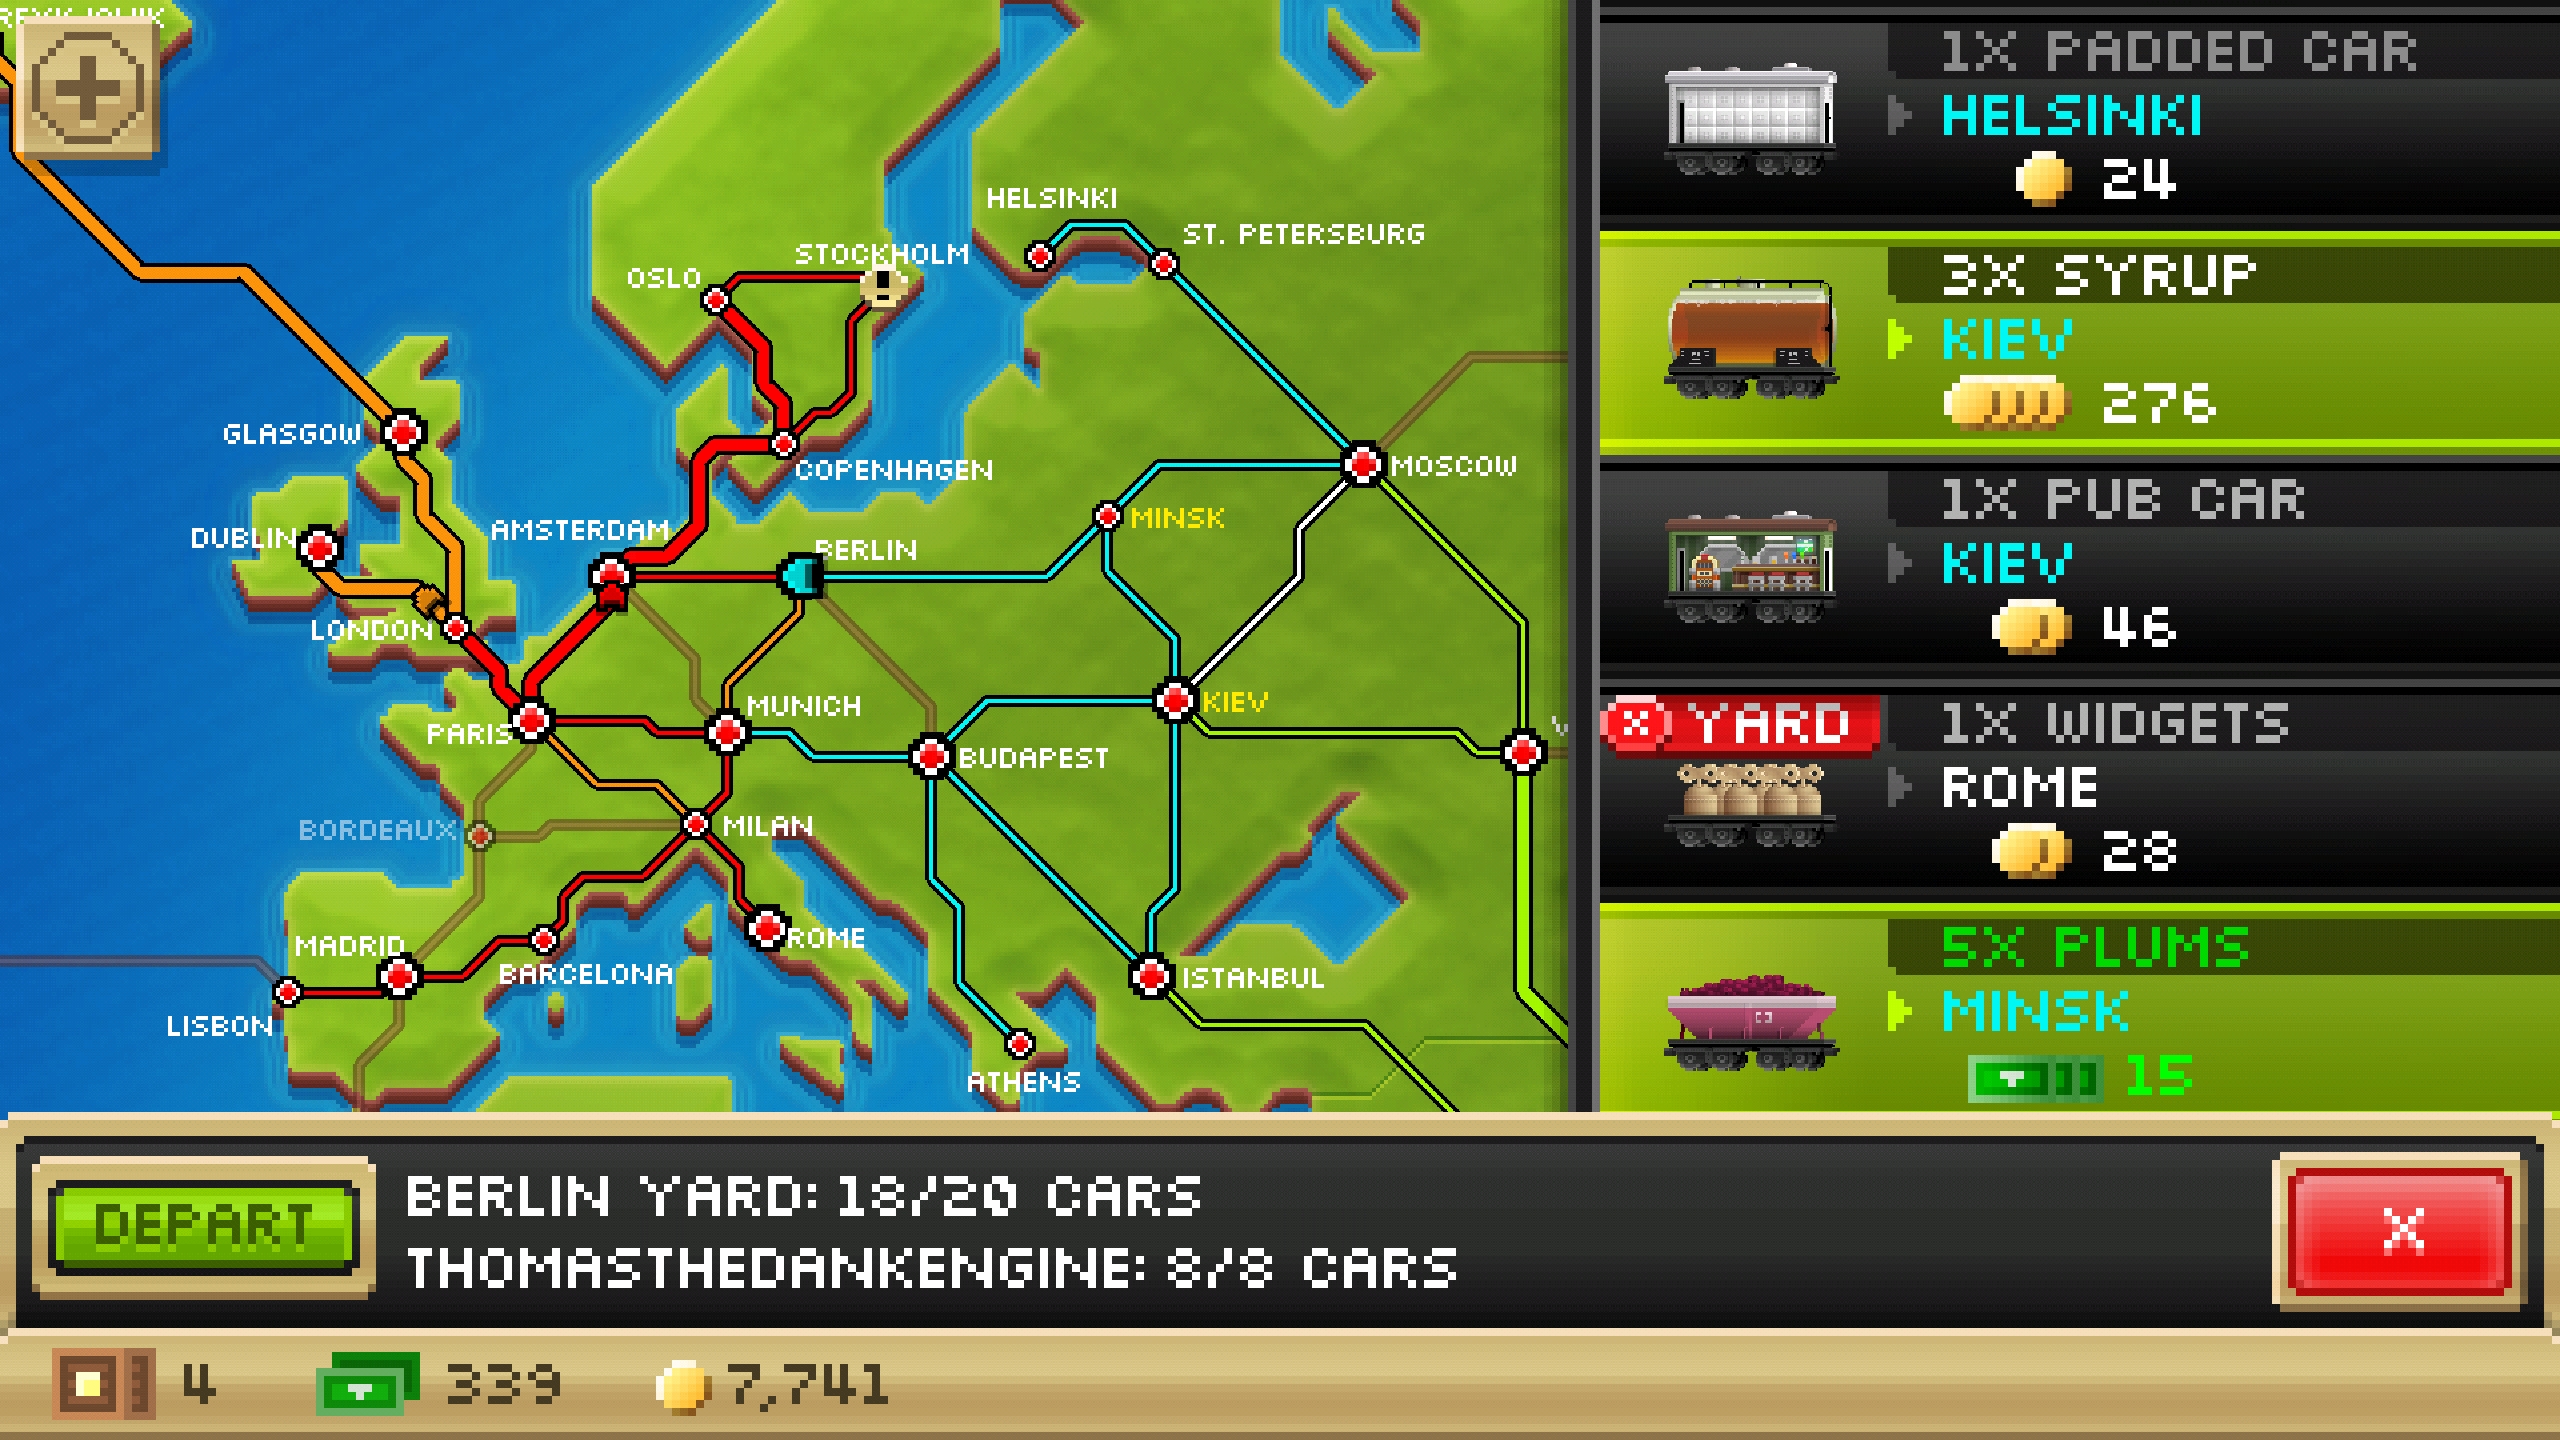 REYKJAVIK
HELSINKI
ST. PETERSBURG
STOCKHOLM
OSLO
GLASGOW
MOSCOW
COPENHAGEN
MINSK
AMSTERDAM
DUBLIN
BERLIN
LONDON
KIEV
MUNICH
PARIS
BUDAPEST
MILAN
BORDEAUX
ROME
MADRID
BARCELONA
ISTANBUL
LISBON
ATHENS
1X PADDED CAR
HELSINKI
24
3X SYRUP
KIEV
276
1X PUB CAR
KIEV
46
X YARD
1X WIDGETS
ROME
28
5X PLUMS
MINSK
15
DEPART
BERLIN YARD: 18/20 CARS
THOMASTHEDANKENGINE: 8/8 CARS
X
4
339
7,741